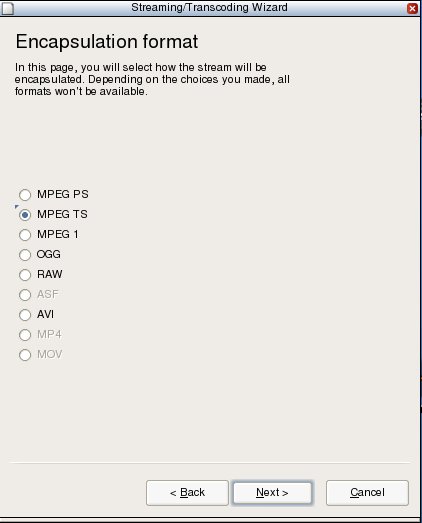 Streaming/Transcoding Wizard
Encapsulation format
In this page, you will select how the stream will be
encapsulated. Depending on the choices you made, all
formats won't be available.
MPEG PS
MPEG TS
MPEG 1
OGG
RAW
ASF
AVI
MP4
MOV
< Back
Next >
Cancel